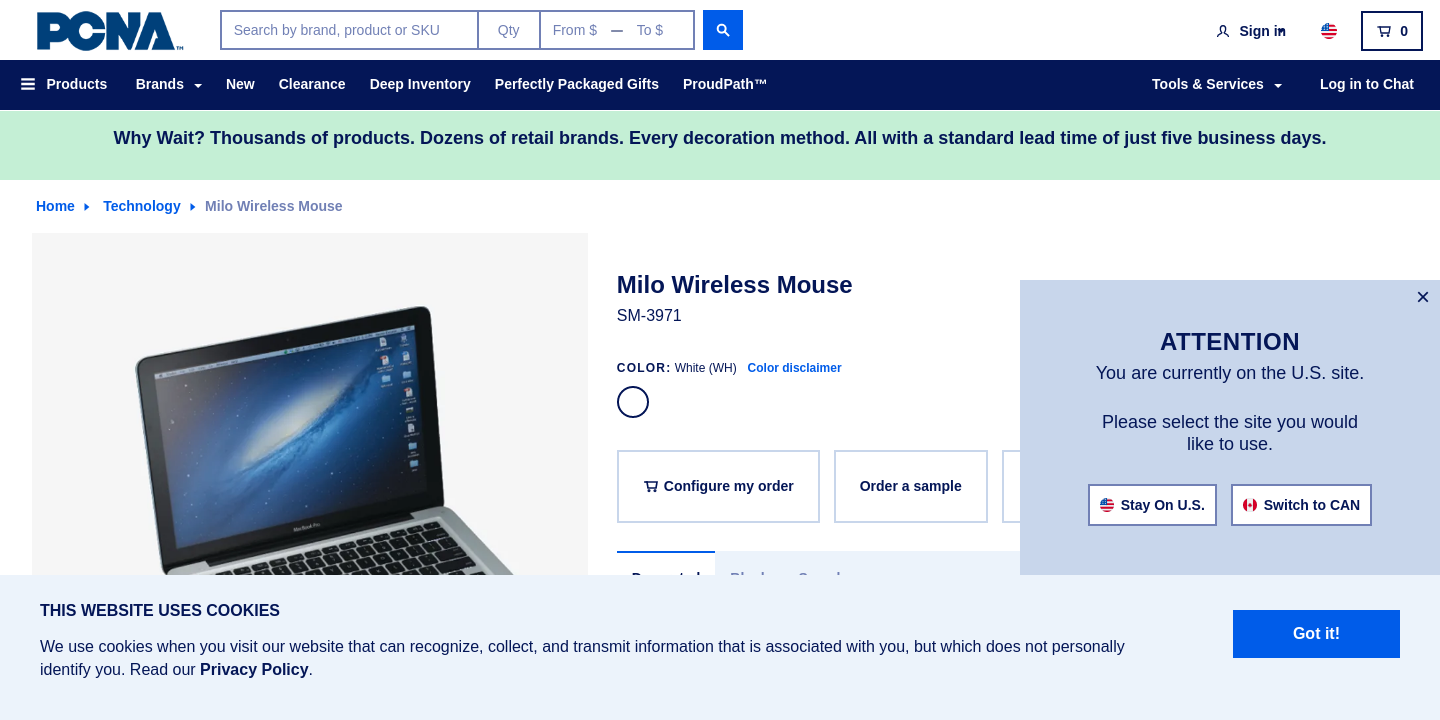 PCNA™
Search by brand, product or SKU
Qty
From $ — To $
Sign in
0
Products
Brands
New
Clearance
Deep Inventory
Perfectly Packaged Gifts
ProudPath™
Tools & Services
Log in to Chat
Why Wait? Thousands of products. Dozens of retail brands. Every decoration method. All with a standard lead time of just five business days.
Home
Technology
Milo Wireless Mouse
Milo Wireless Mouse
SM-3971
COLOR: White (WH) Color disclaimer
Configure my order
Order a sample
MacBook Pro
ATTENTION
You are currently on the U.S. site.
Please select the site you would
like to use.
Stay On U.S.
Switch to CAN
THIS WEBSITE USES COOKIES
We use cookies when you visit our website that can recognize, collect, and transmit information that is associated with you, but which does not personally
identify you. Read our Privacy Policy.
Got it!